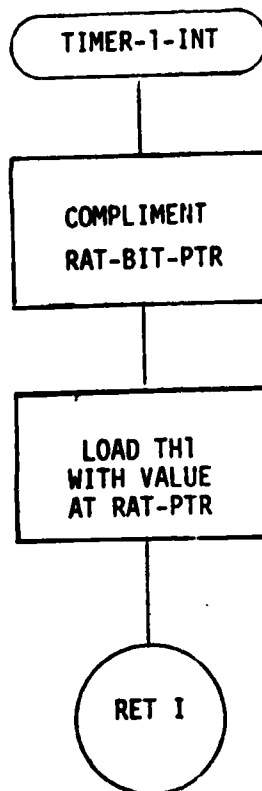 TIMER-1-INT
COMPLIMENT
RAT-BIT-PTR
LOAD TH1
WITH VALUE
AT RAT-PTR
RET I